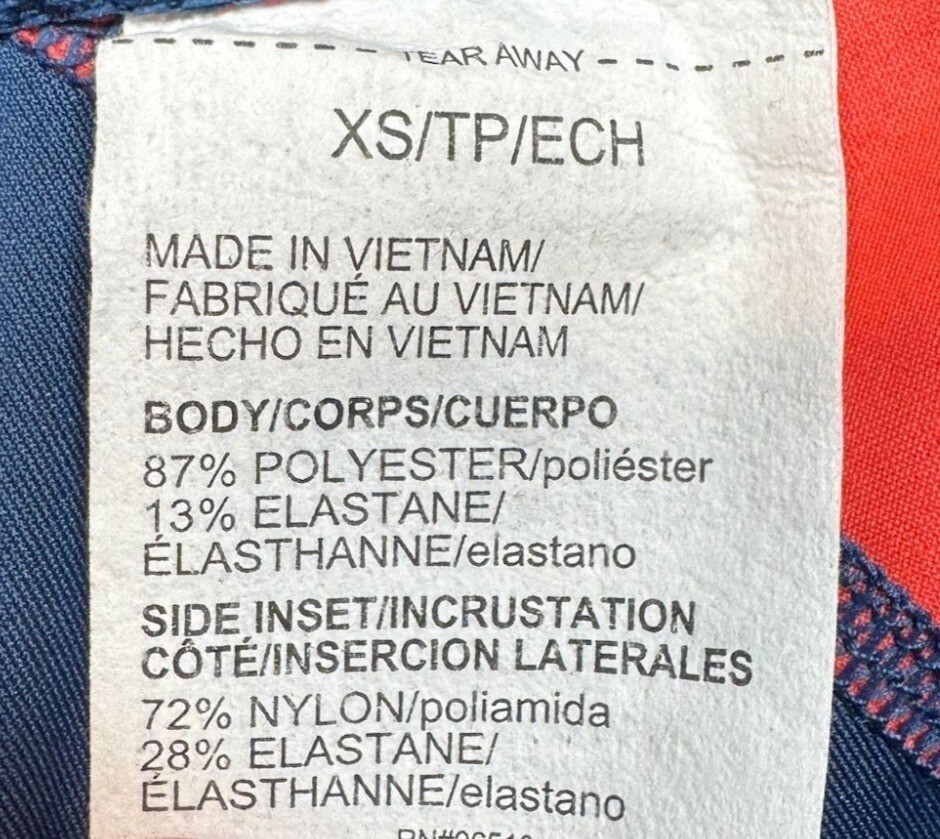 TEAR AWAY
XS/TP/ECH
MADE IN VIETNAM/
FABRIQUÉ AU VIETNAM/
HECHO EN VIETNAM
BODY/CORPS/CUERPO
87% POLYESTER/poliéster
13% ELASTANE/
ÉLASTHANNE/elastano
SIDE INSET/INCRUSTATION
CÔTÉ/INSERCION LATERALES
72% NYLON/poliamida
28% ELASTANE/
ÉLASTHANNE/elastano